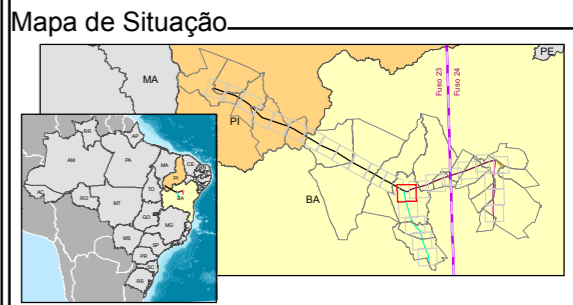 Mapa de Situação
PE
MA
PI
BA
Fuso 23
Fuso 24
RR
AP
AM
PA
MA
CE
PI
AC
RO
TO
BA
MT
GO
MG
MS
SP
PR
SC
RS